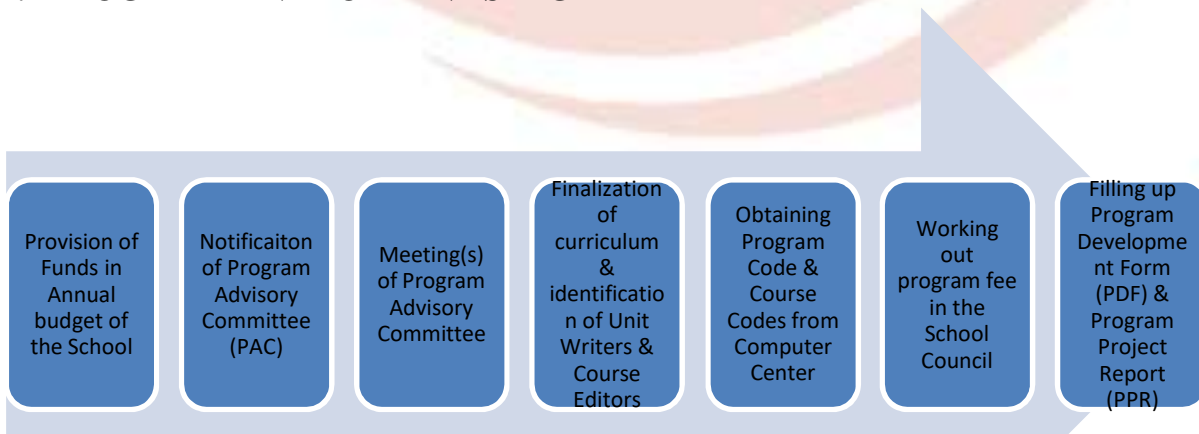 Provision of
Funds in
Annual
budget of
the School
Notificaiton
of Program
Advisory
Committee
(PAC)
Meeting(s)
of Program
Advisory
Committee
Finalization
of
curriculum
&
identificatio
n of Unit
Writers &
Course
Editors
Obtaining
Program
Code &
Course
Codes from
Computer
Center
Working
out
program fee
in the
School
Council
Filling up
Program
Developme
nt Form
(PDF) &
Program
Project
Report
(PPR)